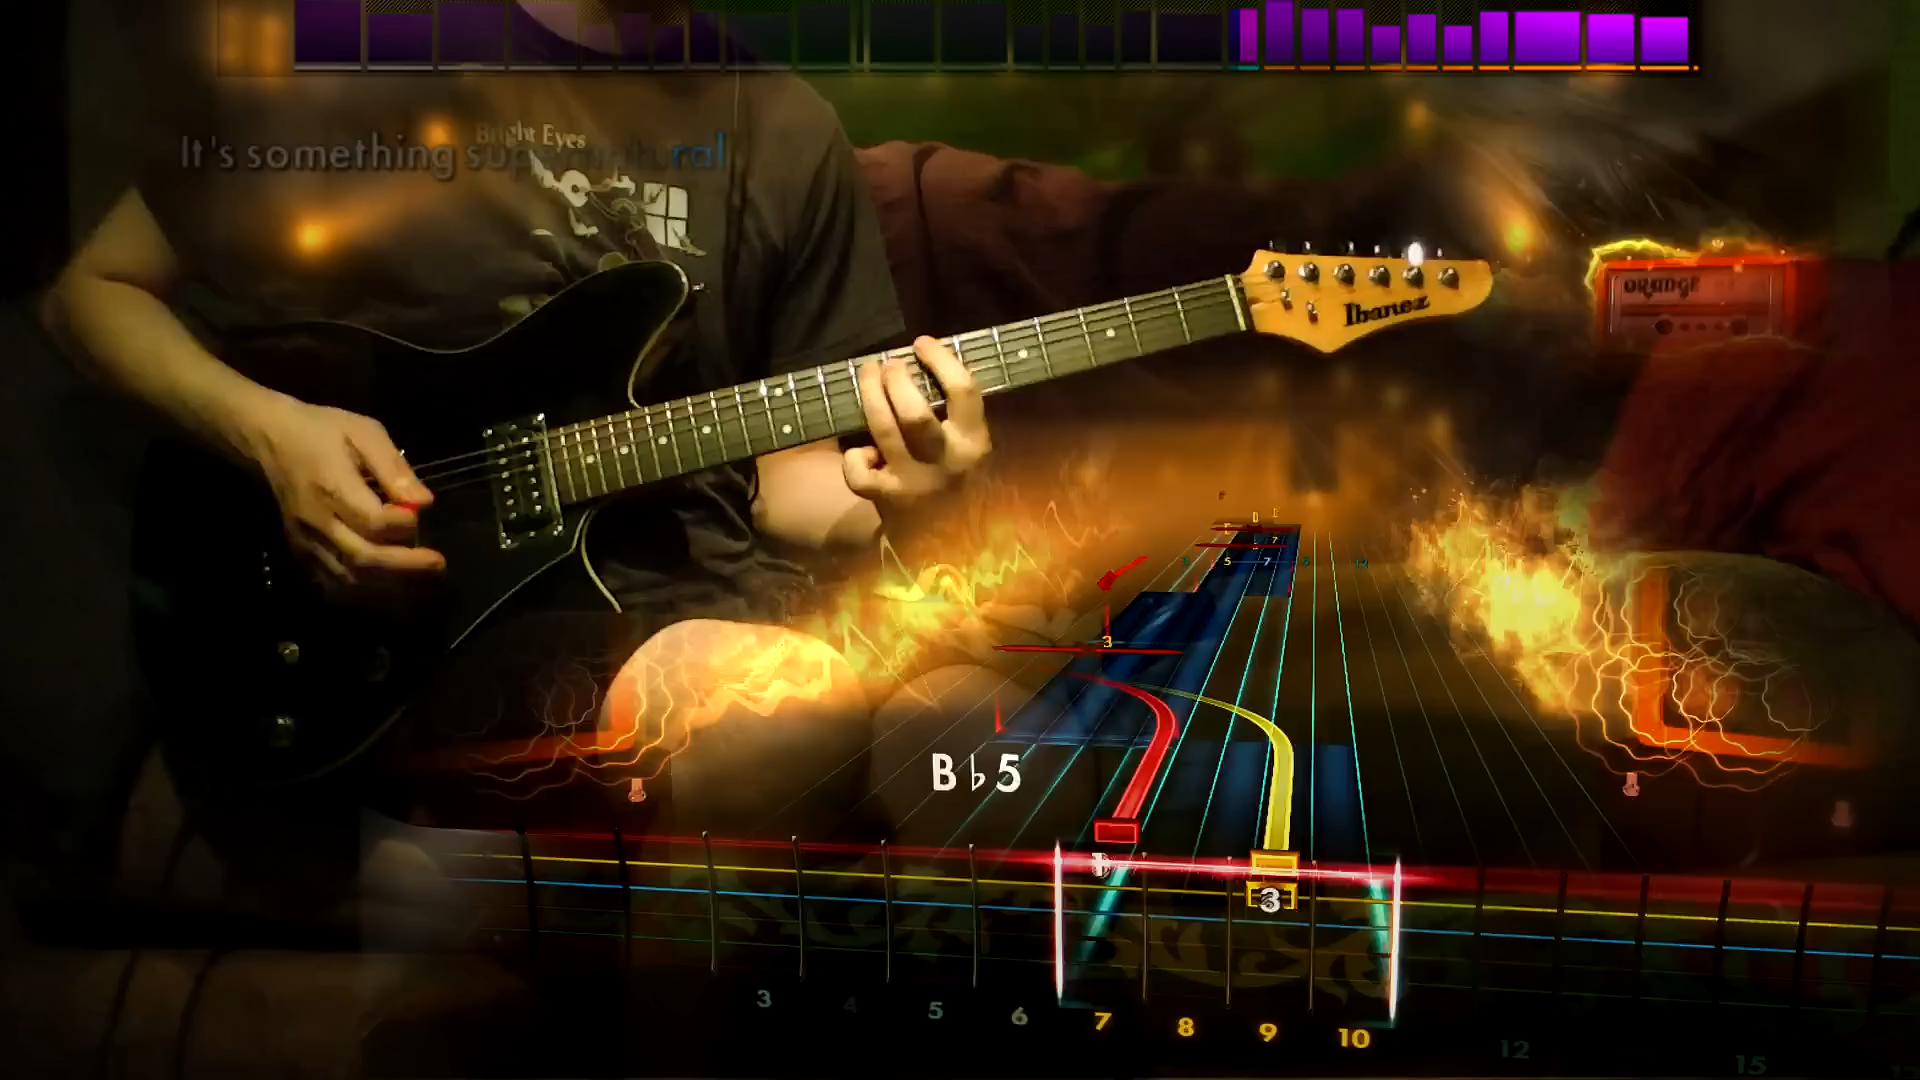 It's something supernatural
Bright Eyes
Ibanez
ORANGE
5 7
7
3
B♭5
1
3
3 4 5 6 7 8 9 10 12 15